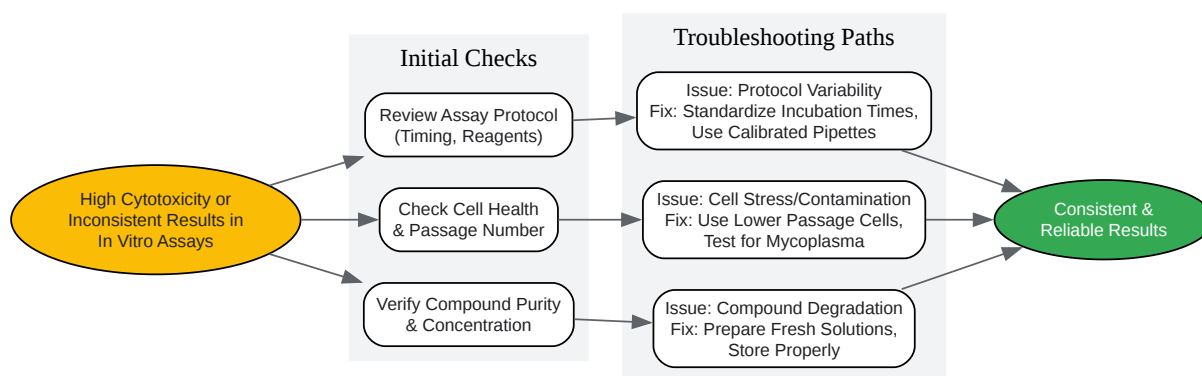 High Cytotoxicity or
Inconsistent Results in
In Vitro Assays
Initial Checks
Review Assay Protocol
(Timing, Reagents)
Check Cell Health
& Passage Number
Verify Compound Purity
& Concentration
Troubleshooting Paths
Issue: Protocol Variability
Fix: Standardize Incubation Times,
Use Calibrated Pipettes
Issue: Cell Stress/Contamination
Fix: Use Lower Passage Cells,
Test for Mycoplasma
Issue: Compound Degradation
Fix: Prepare Fresh Solutions,
Store Properly
Consistent &
Reliable Results